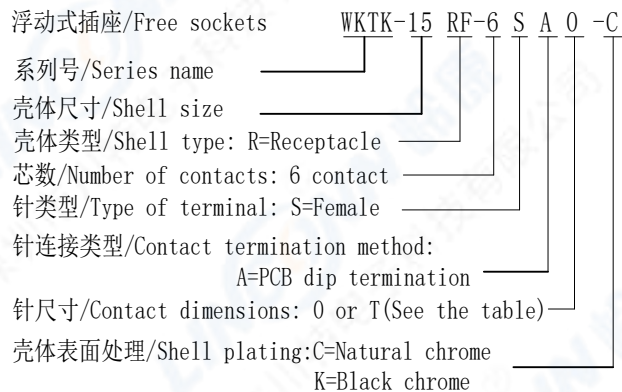 浮动式插座/Free sockets WKTK-15 RF-6 S A 0 -C
系列号/Series name
壳体尺寸/Shell size
壳体类型/Shell type: R=Receptacle
芯数/Number of contacts: 6 contact
针类型/Type of terminal: S=Female
针连接类型/Contact termination method:
A=PCB dip termination
针尺寸/Contact dimensions: 0 or T(See the table)
壳体表面处理/Shell plating:C=Natural chrome
K=Black chrome